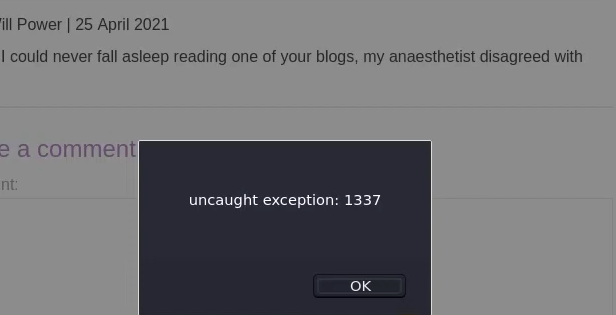 ill Power | 25 April 2021
I could never fall asleep reading one of your blogs, my anaesthetist disagreed with
e a comment
nt:
uncaught exception: 1337
OK